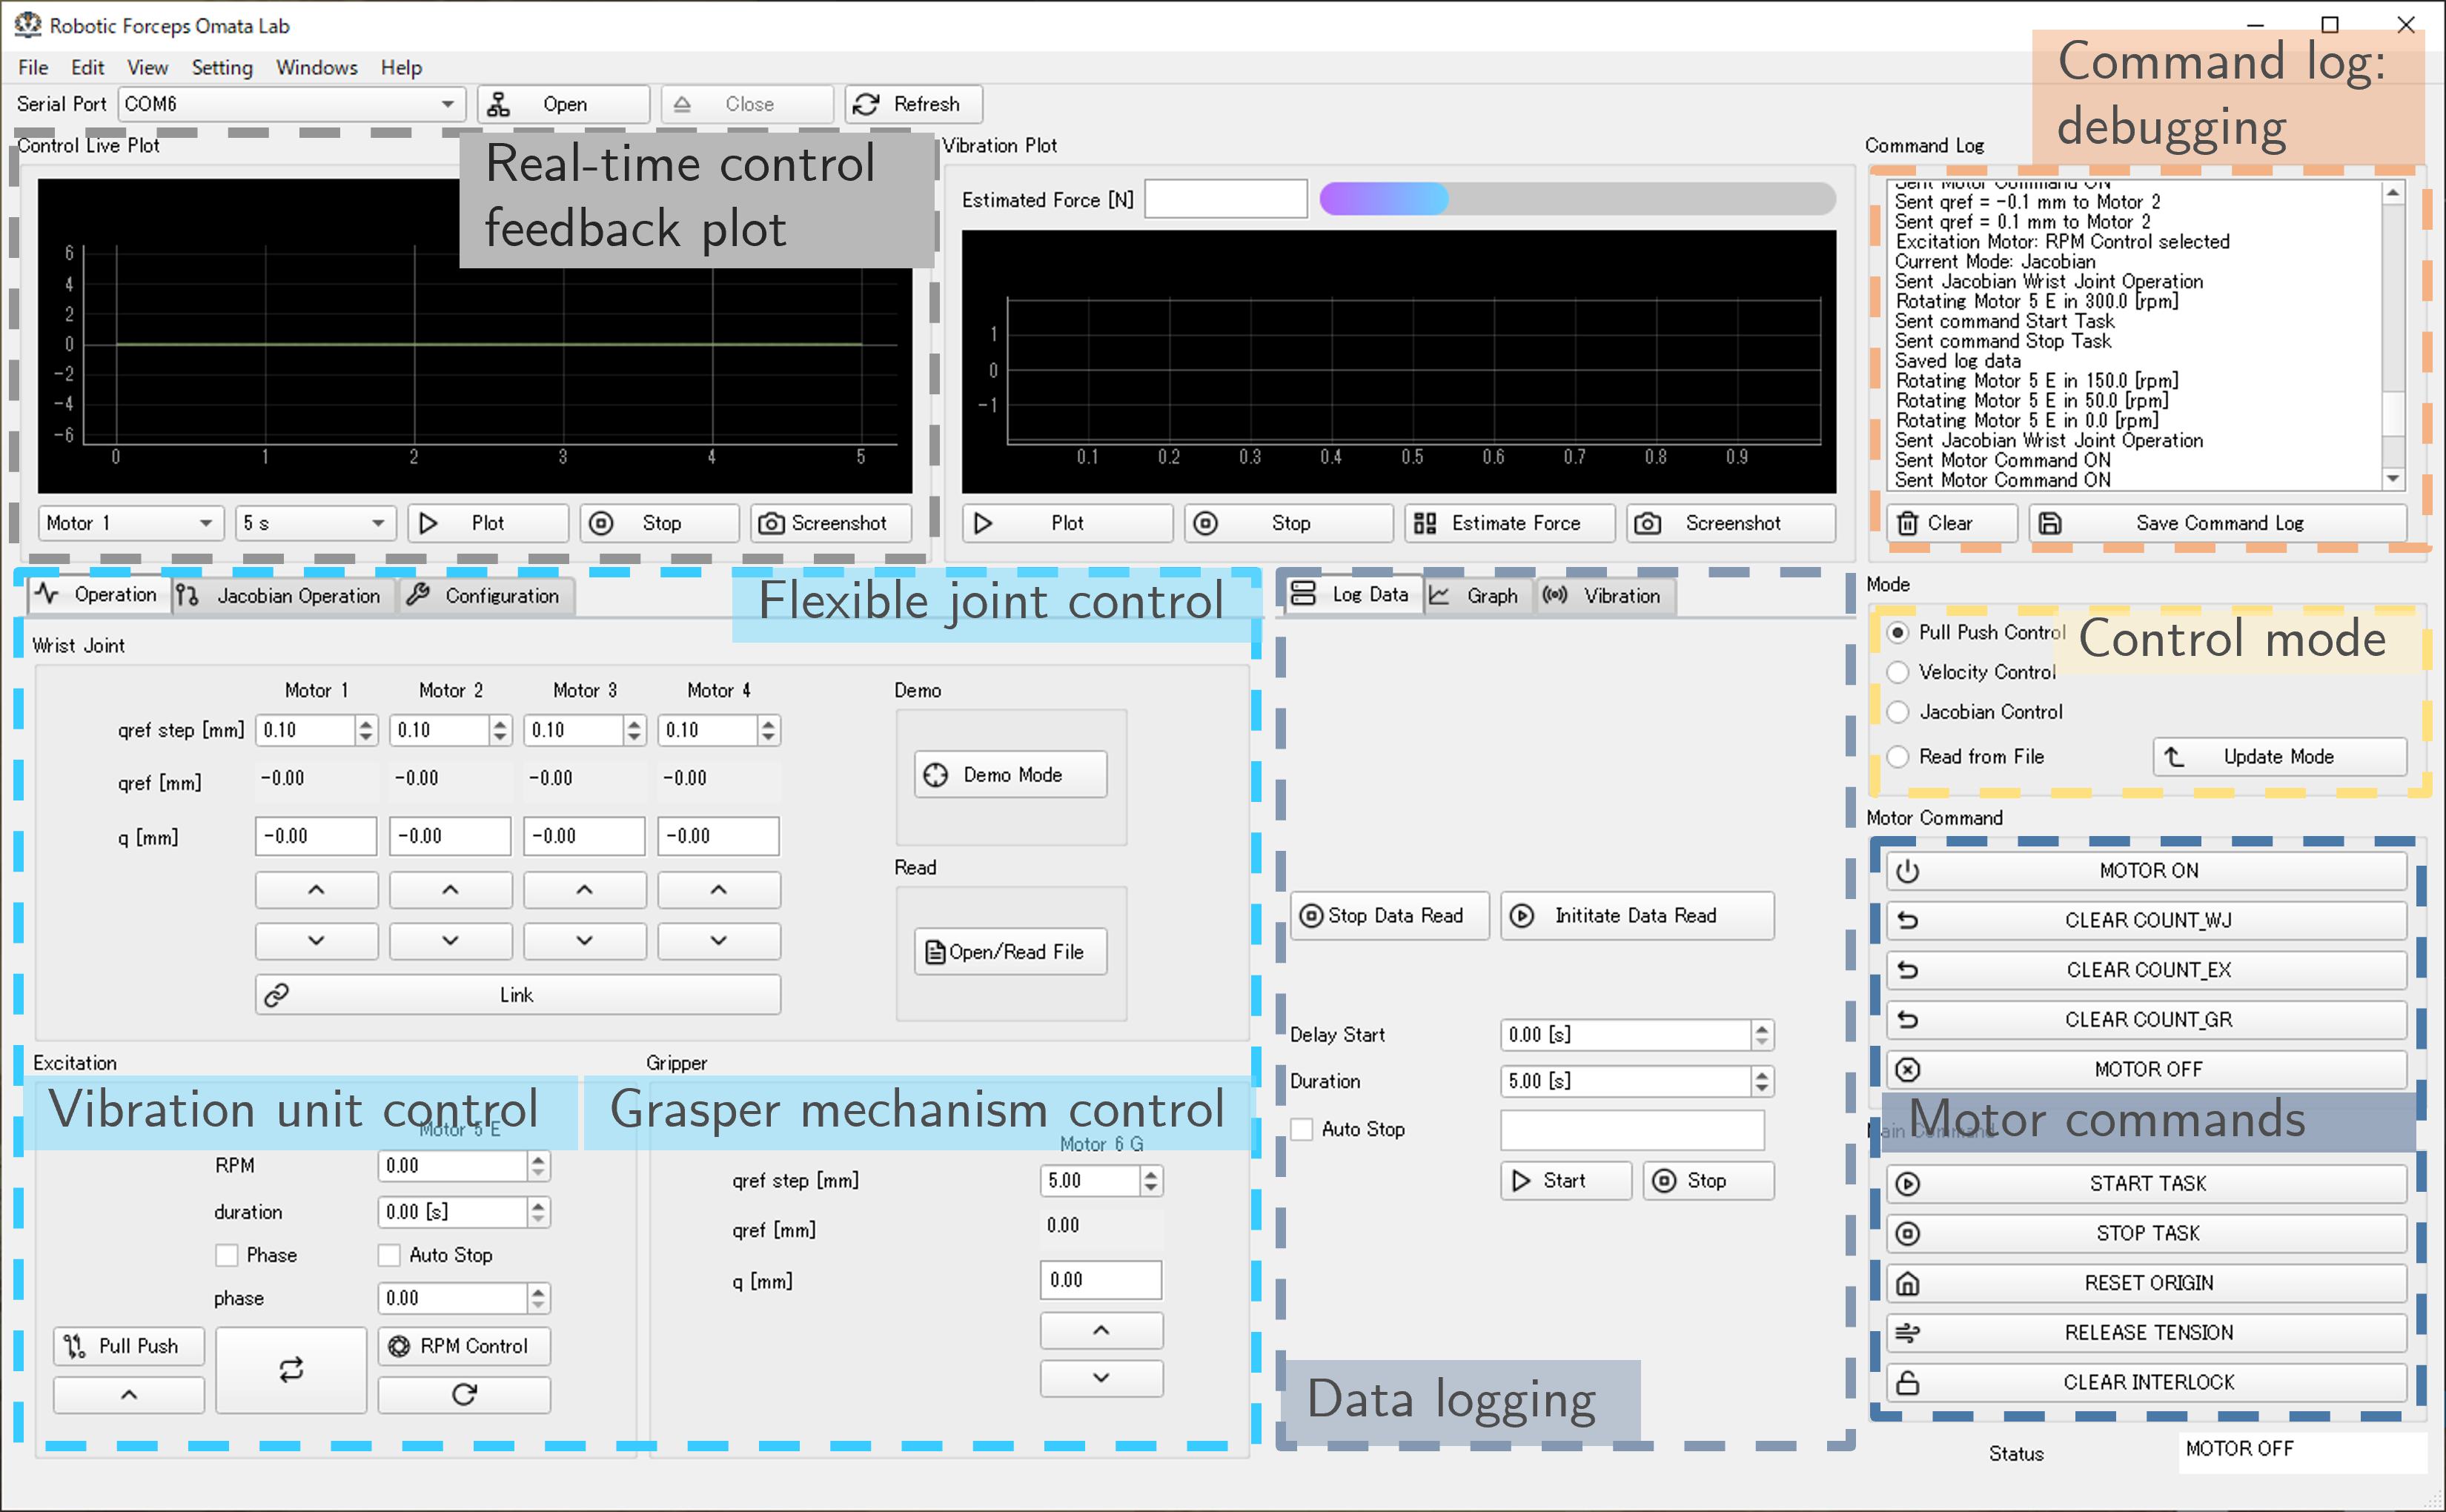 Robotic Forceps Omata Lab
File Edit View Setting Windows Help
Serial Port COM6 Open Close Refresh
Command log:
debugging
Control Live Plot
Real-time control
feedback plot
6
4
2
0
-2
-4
-6
0 1 2 3 4 5
Motor 1 5 s Plot Stop Screenshot
Vibration Plot
Estimated Force [N]
1
0
-1
0.1 0.2 0.3 0.4 0.5 0.6 0.7 0.8 0.9
Plot Stop Estimate Force Screenshot
Command Log
Sent Motor Command ON
Sent qref = -0.1 mm to Motor 2
Sent qref = 0.1 mm to Motor 2
Excitation Motor: RPM Control selected
Current Mode: Jacobian
Sent Jacobian Wrist Joint Operation
Rotating Motor 5 E in 300.0 [rpm]
Sent command Start Task
Sent command Stop Task
Saved log data
Rotating Motor 5 E in 150.0 [rpm]
Rotating Motor 5 E in 50.0 [rpm]
Rotating Motor 5 E in 0.0 [rpm]
Sent Jacobian Wrist Joint Operation
Sent Motor Command ON
Sent Motor Command ON
Clear Save Command Log
Operation Jacobian Operation Configuration
Flexible joint control
Wrist Joint
Motor 1 Motor 2 Motor 3 Motor 4
qref step [mm] 0.10 0.10 0.10 0.10
qref [mm] -0.00 -0.00 -0.00 -0.00
q [mm] -0.00 -0.00 -0.00 -0.00
Link
Demo
Demo Mode
Read
Open/Read File
Excitation
Vibration unit control
Motor 5 E
RPM 0.00
duration 0.00 [s]
Phase Auto Stop
phase 0.00
Pull Push RPM Control
Gripper
Grasper mechanism control
Motor 6 G
qref step [mm] 5.00
qref [mm] 0.00
q [mm] 0.00
Log Data Graph Vibration
Stop Data Read Inititate Data Read
Delay Start 0.00 [s]
Duration 5.00 [s]
Auto Stop
Start Stop
Data logging
Mode
Control mode
Pull Push Control
Velocity Control
Jacobian Control
Read from File Update Mode
Motor Command
MOTOR ON
CLEAR COUNT_WJ
CLEAR COUNT_EX
CLEAR COUNT_GR
MOTOR OFF
Motor commands
Main Command
START TASK
STOP TASK
RESET ORIGIN
RELEASE TENSION
CLEAR INTERLOCK
Status MOTOR OFF